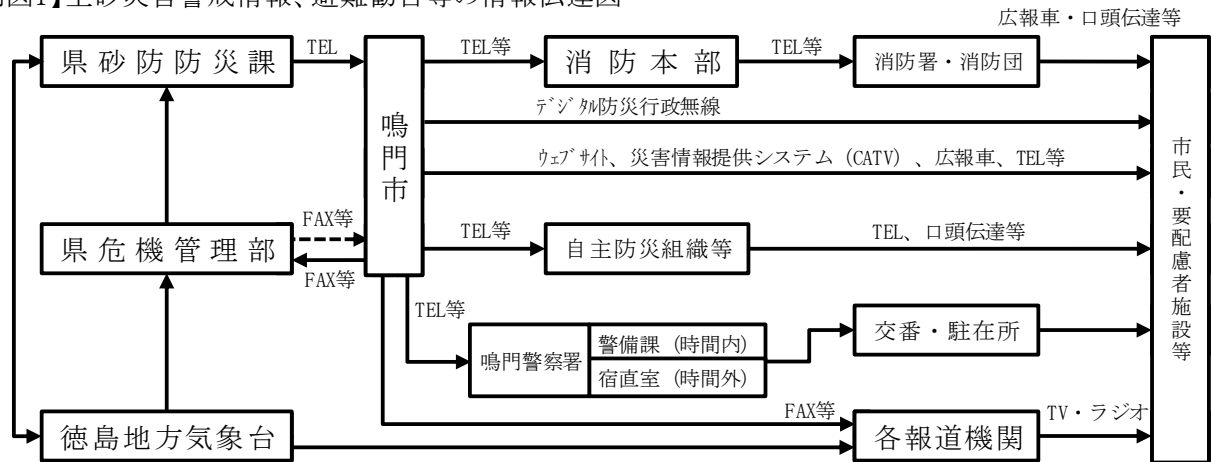 土砂災害警戒情報、避難勧告等の情報伝達図
広報車・口頭伝達等
県砂防防災課
TEL
鳴門市
TEL等
消防本部
TEL等
消防署・消防団
市民・要配慮者施設等
デジタル防災行政無線
ウェブサイト、災害情報提供システム（CATV）、広報車、TEL等
県危機管理部
FAX等
FAX等
TEL等
自主防災組織等
TEL、口頭伝達等
TEL等
鳴門警察署
警備課（時間内）
宿直室（時間外）
交番・駐在所
徳島地方気象台
FAX等
各報道機関
TV・ラジオ